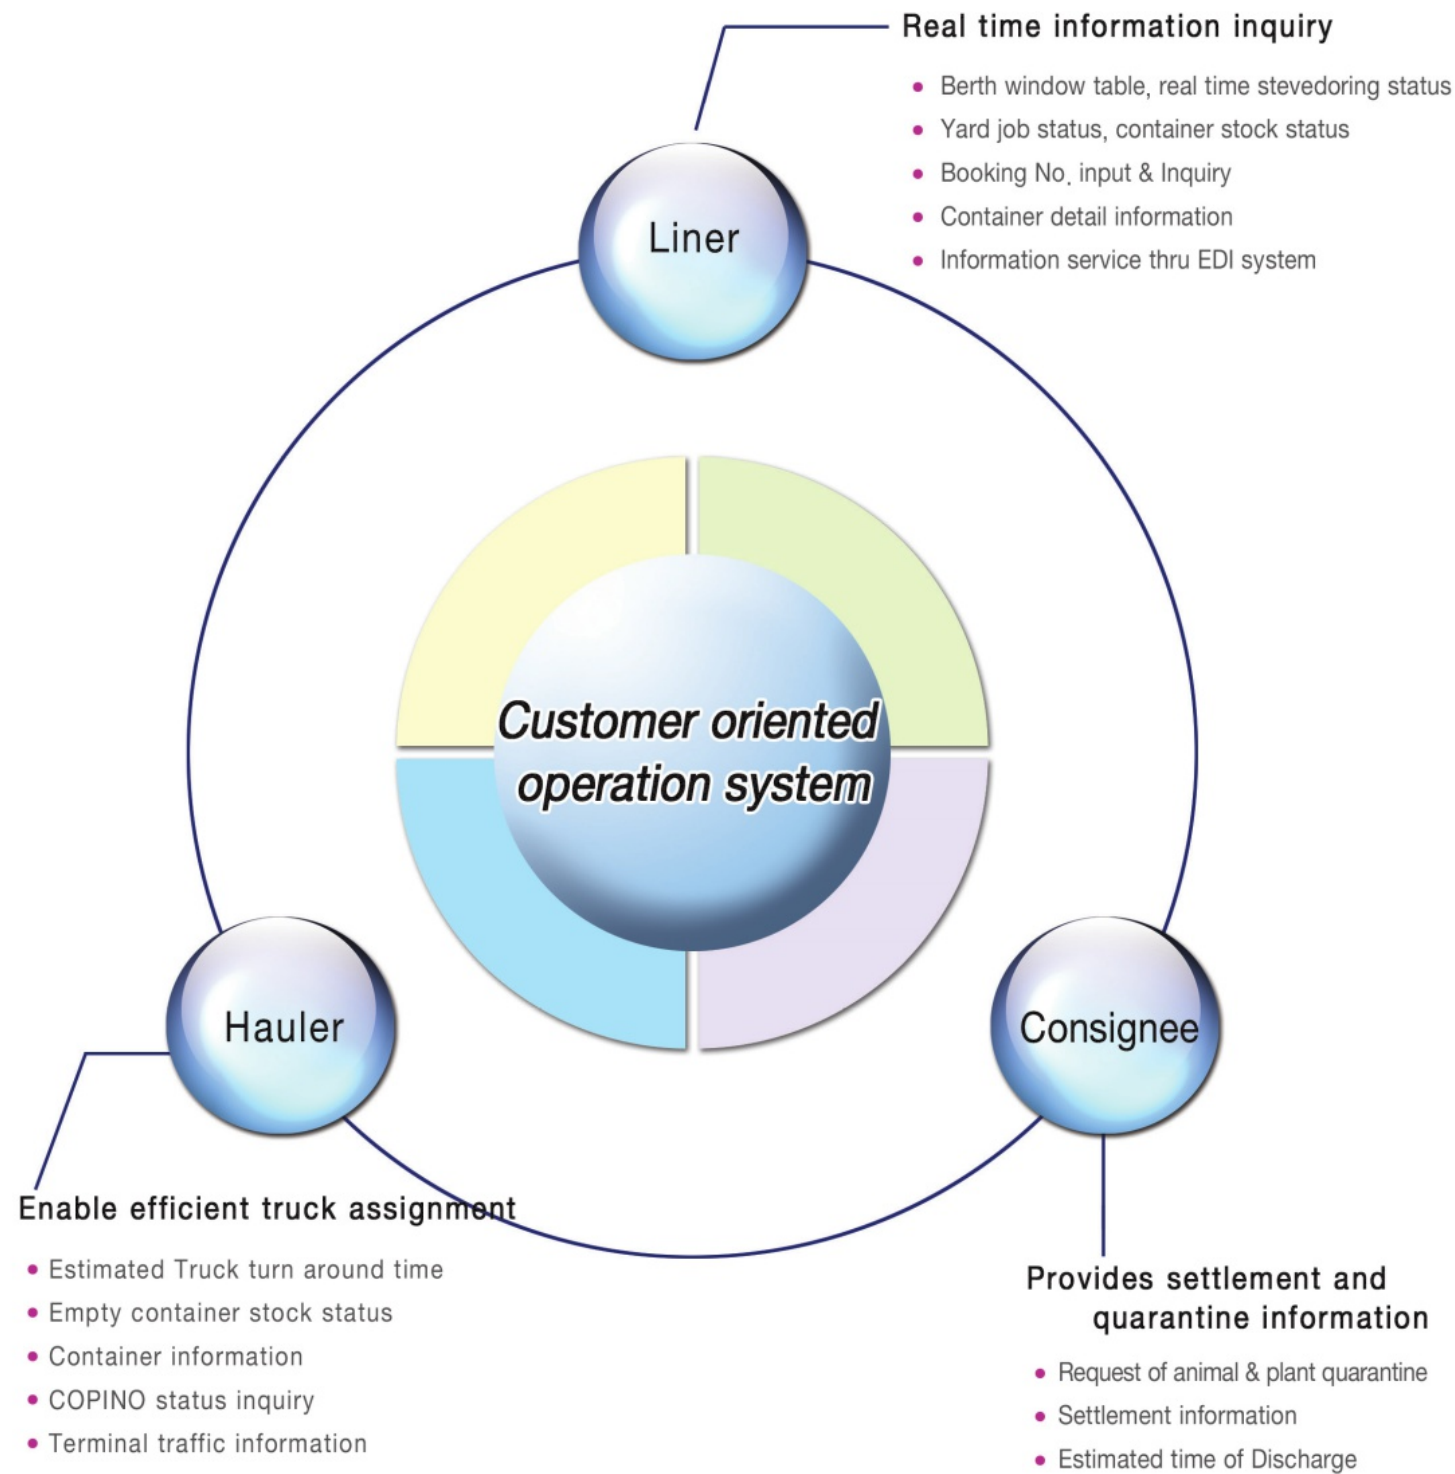 Real time information inquiry
• Berth window table, real time stevedoring status
• Yard job status, container stock status
• Booking No. input & Inquiry
• Container detail information
• Information service thru EDI system
Liner
Customer oriented
operation system
Hauler
Consignee
Enable efficient truck assignment
• Estimated Truck turn around time
• Empty container stock status
• Container information
• COPINO status inquiry
• Terminal traffic information
Provides settlement and
quarantine information
• Request of animal & plant quarantine
• Settlement information
• Estimated time of Discharge